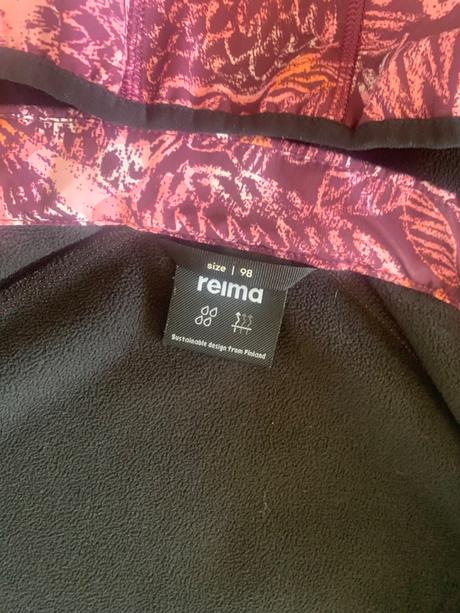 size | 98
reima
Sustainable design from Finland